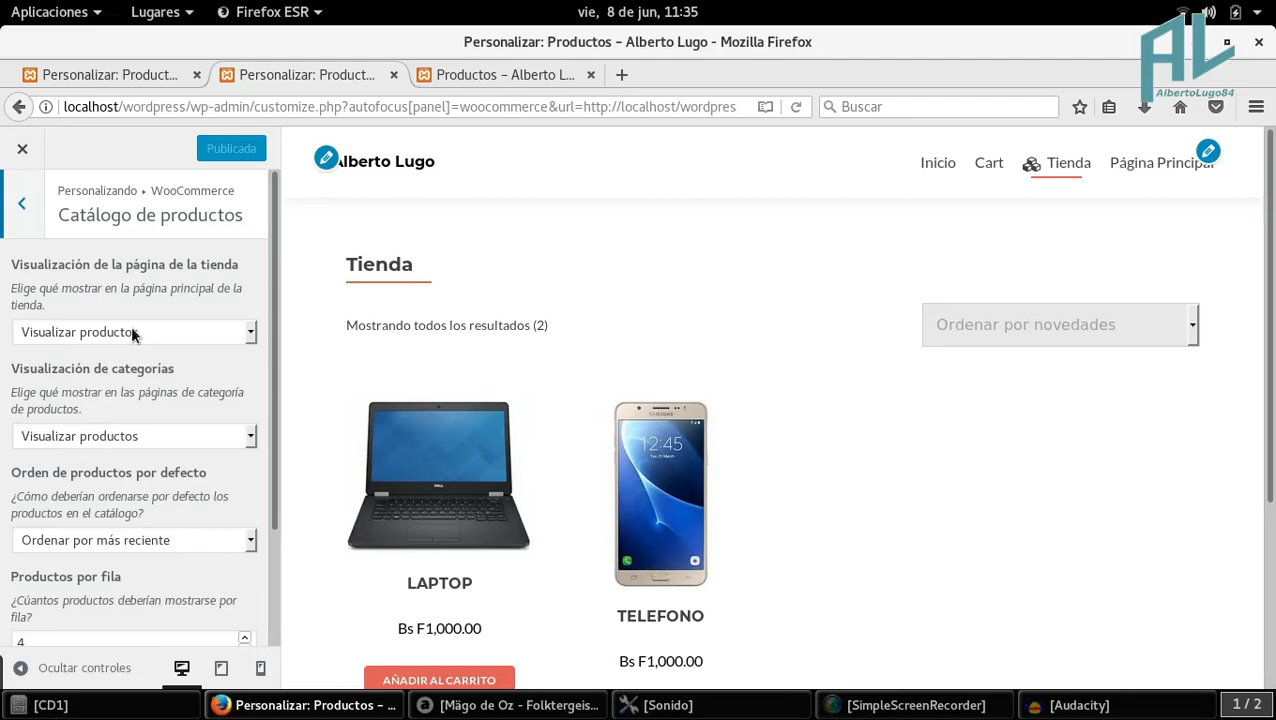 Aplicaciones
Lugares
Firefox ESR
vie, 8 de jun, 11:35
Personalizar: Productos – Alberto Lugo - Mozilla Firefox
AL
AlbertoLugo84
Personalizar: Product...
Personalizar: Product...
Productos – Alberto L...
localhost/wordpress/wp-admin/customize.php?autofocus[panel]=woocommerce&url=http://localhost/wordpres
Buscar
Publicada
Personalizando ▸ WooCommerce
Catálogo de productos
Visualización de la página de la tienda
Elige qué mostrar en la página principal de la
tienda.
Visualizar productos
Visualización de categorías
Elige qué mostrar en las páginas de categoría
de productos.
Visualizar productos
Orden de productos por defecto
¿Cómo deberían ordenarse por defecto los
productos en el catálogo?
Ordenar por más reciente
Productos por fila
¿Cúantos productos deberían mostrarse por
fila?
4
Ocultar controles
Alberto Lugo
Inicio
Cart
Tienda
Página Principal
Tienda
Mostrando todos los resultados (2)
Ordenar por novedades
DELL
SAMSUNG
12:45
LAPTOP
Bs F1,000.00
AÑADIR AL CARRITO
TELEFONO
Bs F1,000.00
[CD1]
Personalizar: Productos – ...
[Mägo de Oz - Folktergeis...
[Sonido]
[SimpleScreenRecorder]
[Audacity]
1 / 2